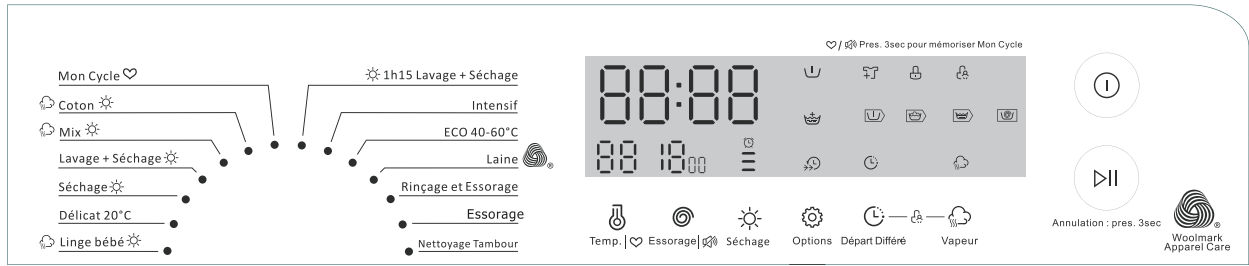 ♡/ Pres. 3sec pour mémoriser Mon Cycle
Mon Cycle ♡
Coton
Mix
Lavage + Séchage
Séchage
Délicat 20°C
Linge bébé
1h15 Lavage + Séchage
Intensif
ECO 40-60°C
Laine ®
Rinçage et Essorage
Essorage
Nettoyage Tambour
88:88
88 1800
Temp. | ♡ Essorage | Séchage Options Départ Différé Vapeur
Annulation : pres. 3sec
®
Woolmark
Apparel Care